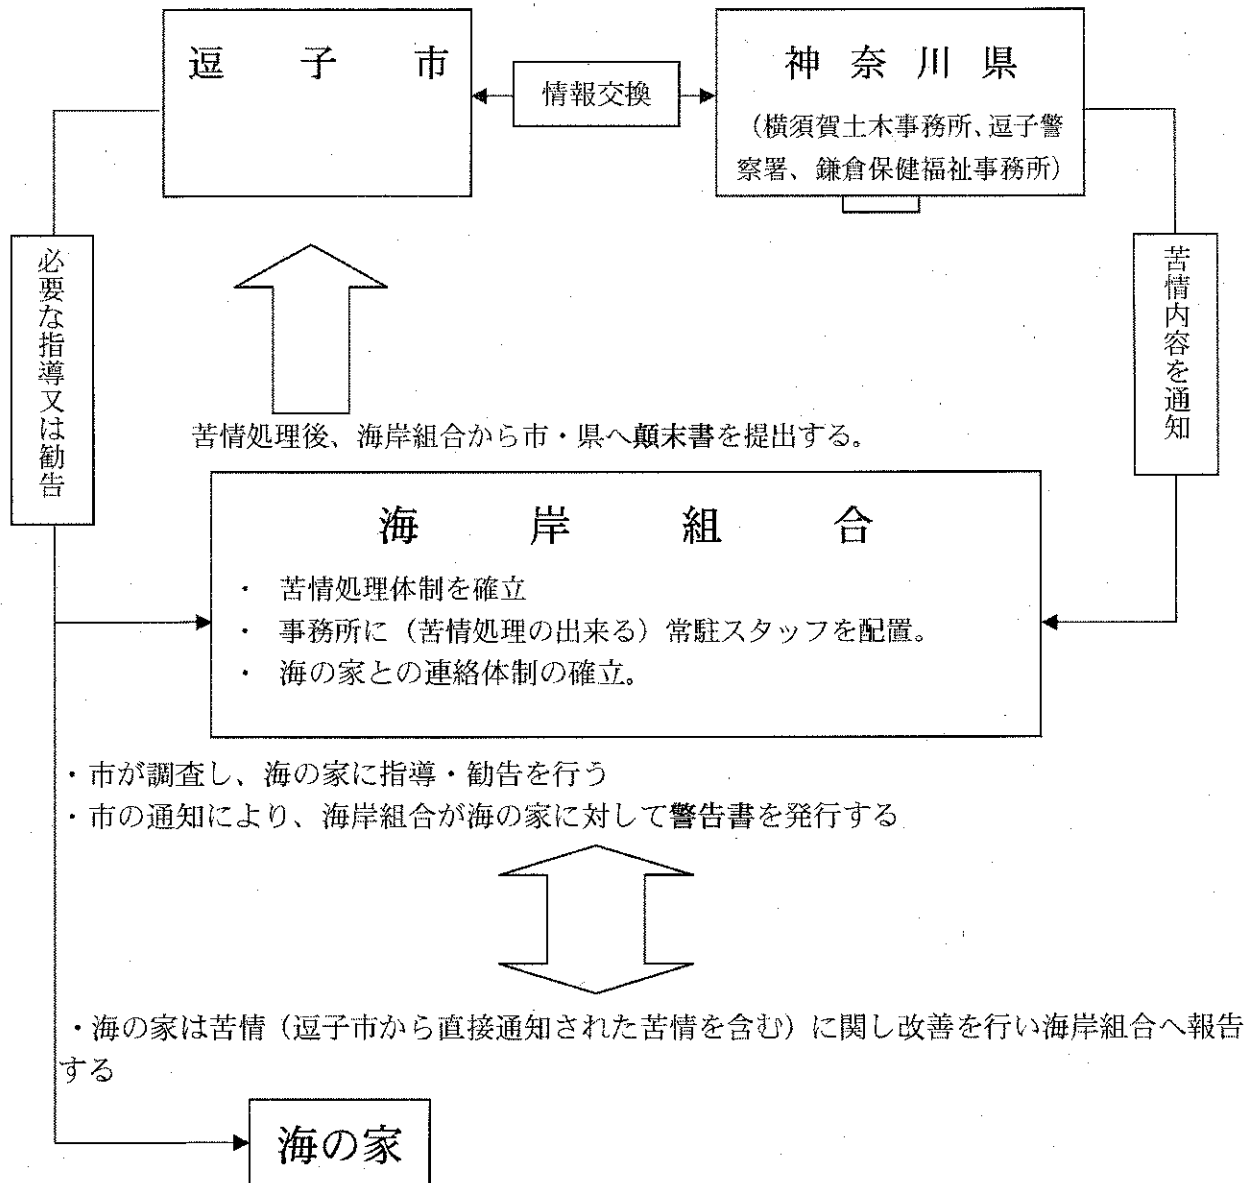 逗子市
情報交換
神奈川県
（横須賀土木事務所、逗子警
察署、鎌倉保健福祉事務所）
必要な指導又は勧告
苦情内容を通知
苦情処理後、海岸組合から市・県へ顛末書を提出する。
海岸組合
・ 苦情処理体制を確立
・ 事務所に（苦情処理の出来る）常駐スタッフを配置。
・ 海の家との連絡体制の確立。
・市が調査し、海の家に指導・勧告を行う
・市の通知により、海岸組合が海の家に対して警告書を発行する
・海の家は苦情（逗子市から直接通知された苦情を含む）に関し改善を行い海岸組合へ報告
する
海の家